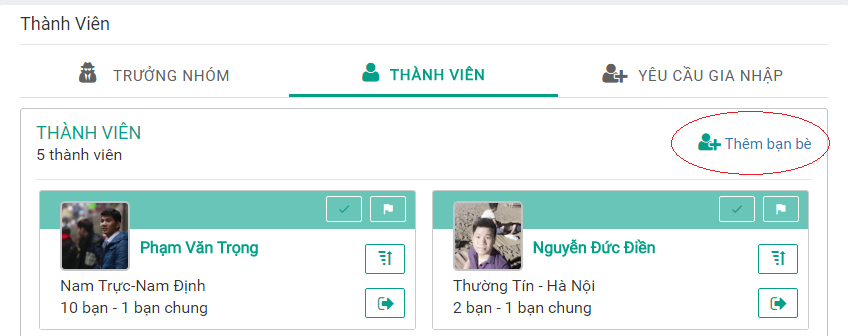 Thành Viên
TRƯỞNG NHÓM
THÀNH VIÊN
YÊU CẦU GIA NHẬP
THÀNH VIÊN
5 thành viên
Thêm bạn bè
Phạm Văn Trọng
Nam Trực-Nam Định
10 bạn - 1 bạn chung
Nguyễn Đức Điền
Thường Tín - Hà Nội
2 bạn - 1 bạn chung